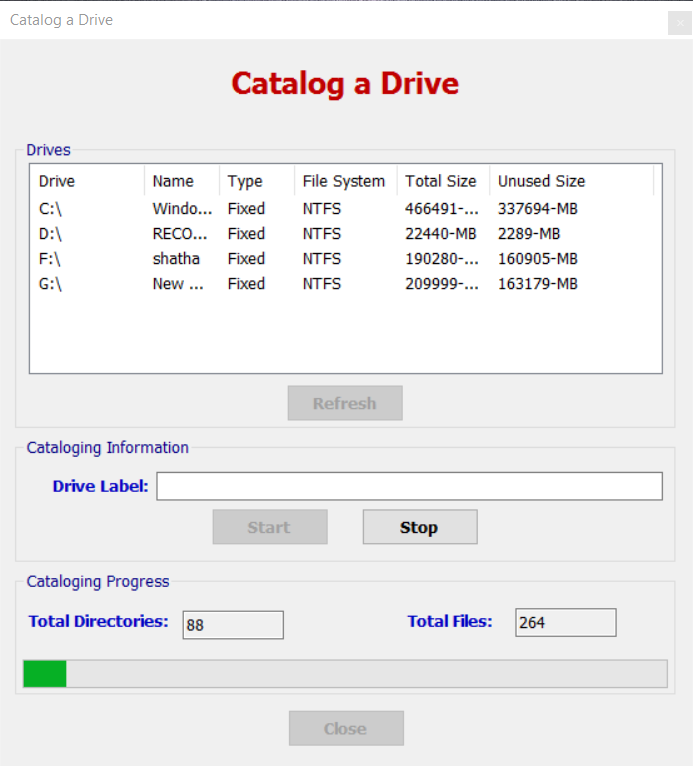 Catalog a Drive
Catalog a Drive
Drives
Drive Name Type File System Total Size Unused Size
C:\ Windo... Fixed NTFS 466491-... 337694-MB
D:\ RECO... Fixed NTFS 22440-MB 2289-MB
F:\ shatha Fixed NTFS 190280-... 160905-MB
G:\ New ... Fixed NTFS 209999-... 163179-MB
Refresh
Cataloging Information
Drive Label:
Start Stop
Cataloging Progress
Total Directories: 88 Total Files: 264
Close